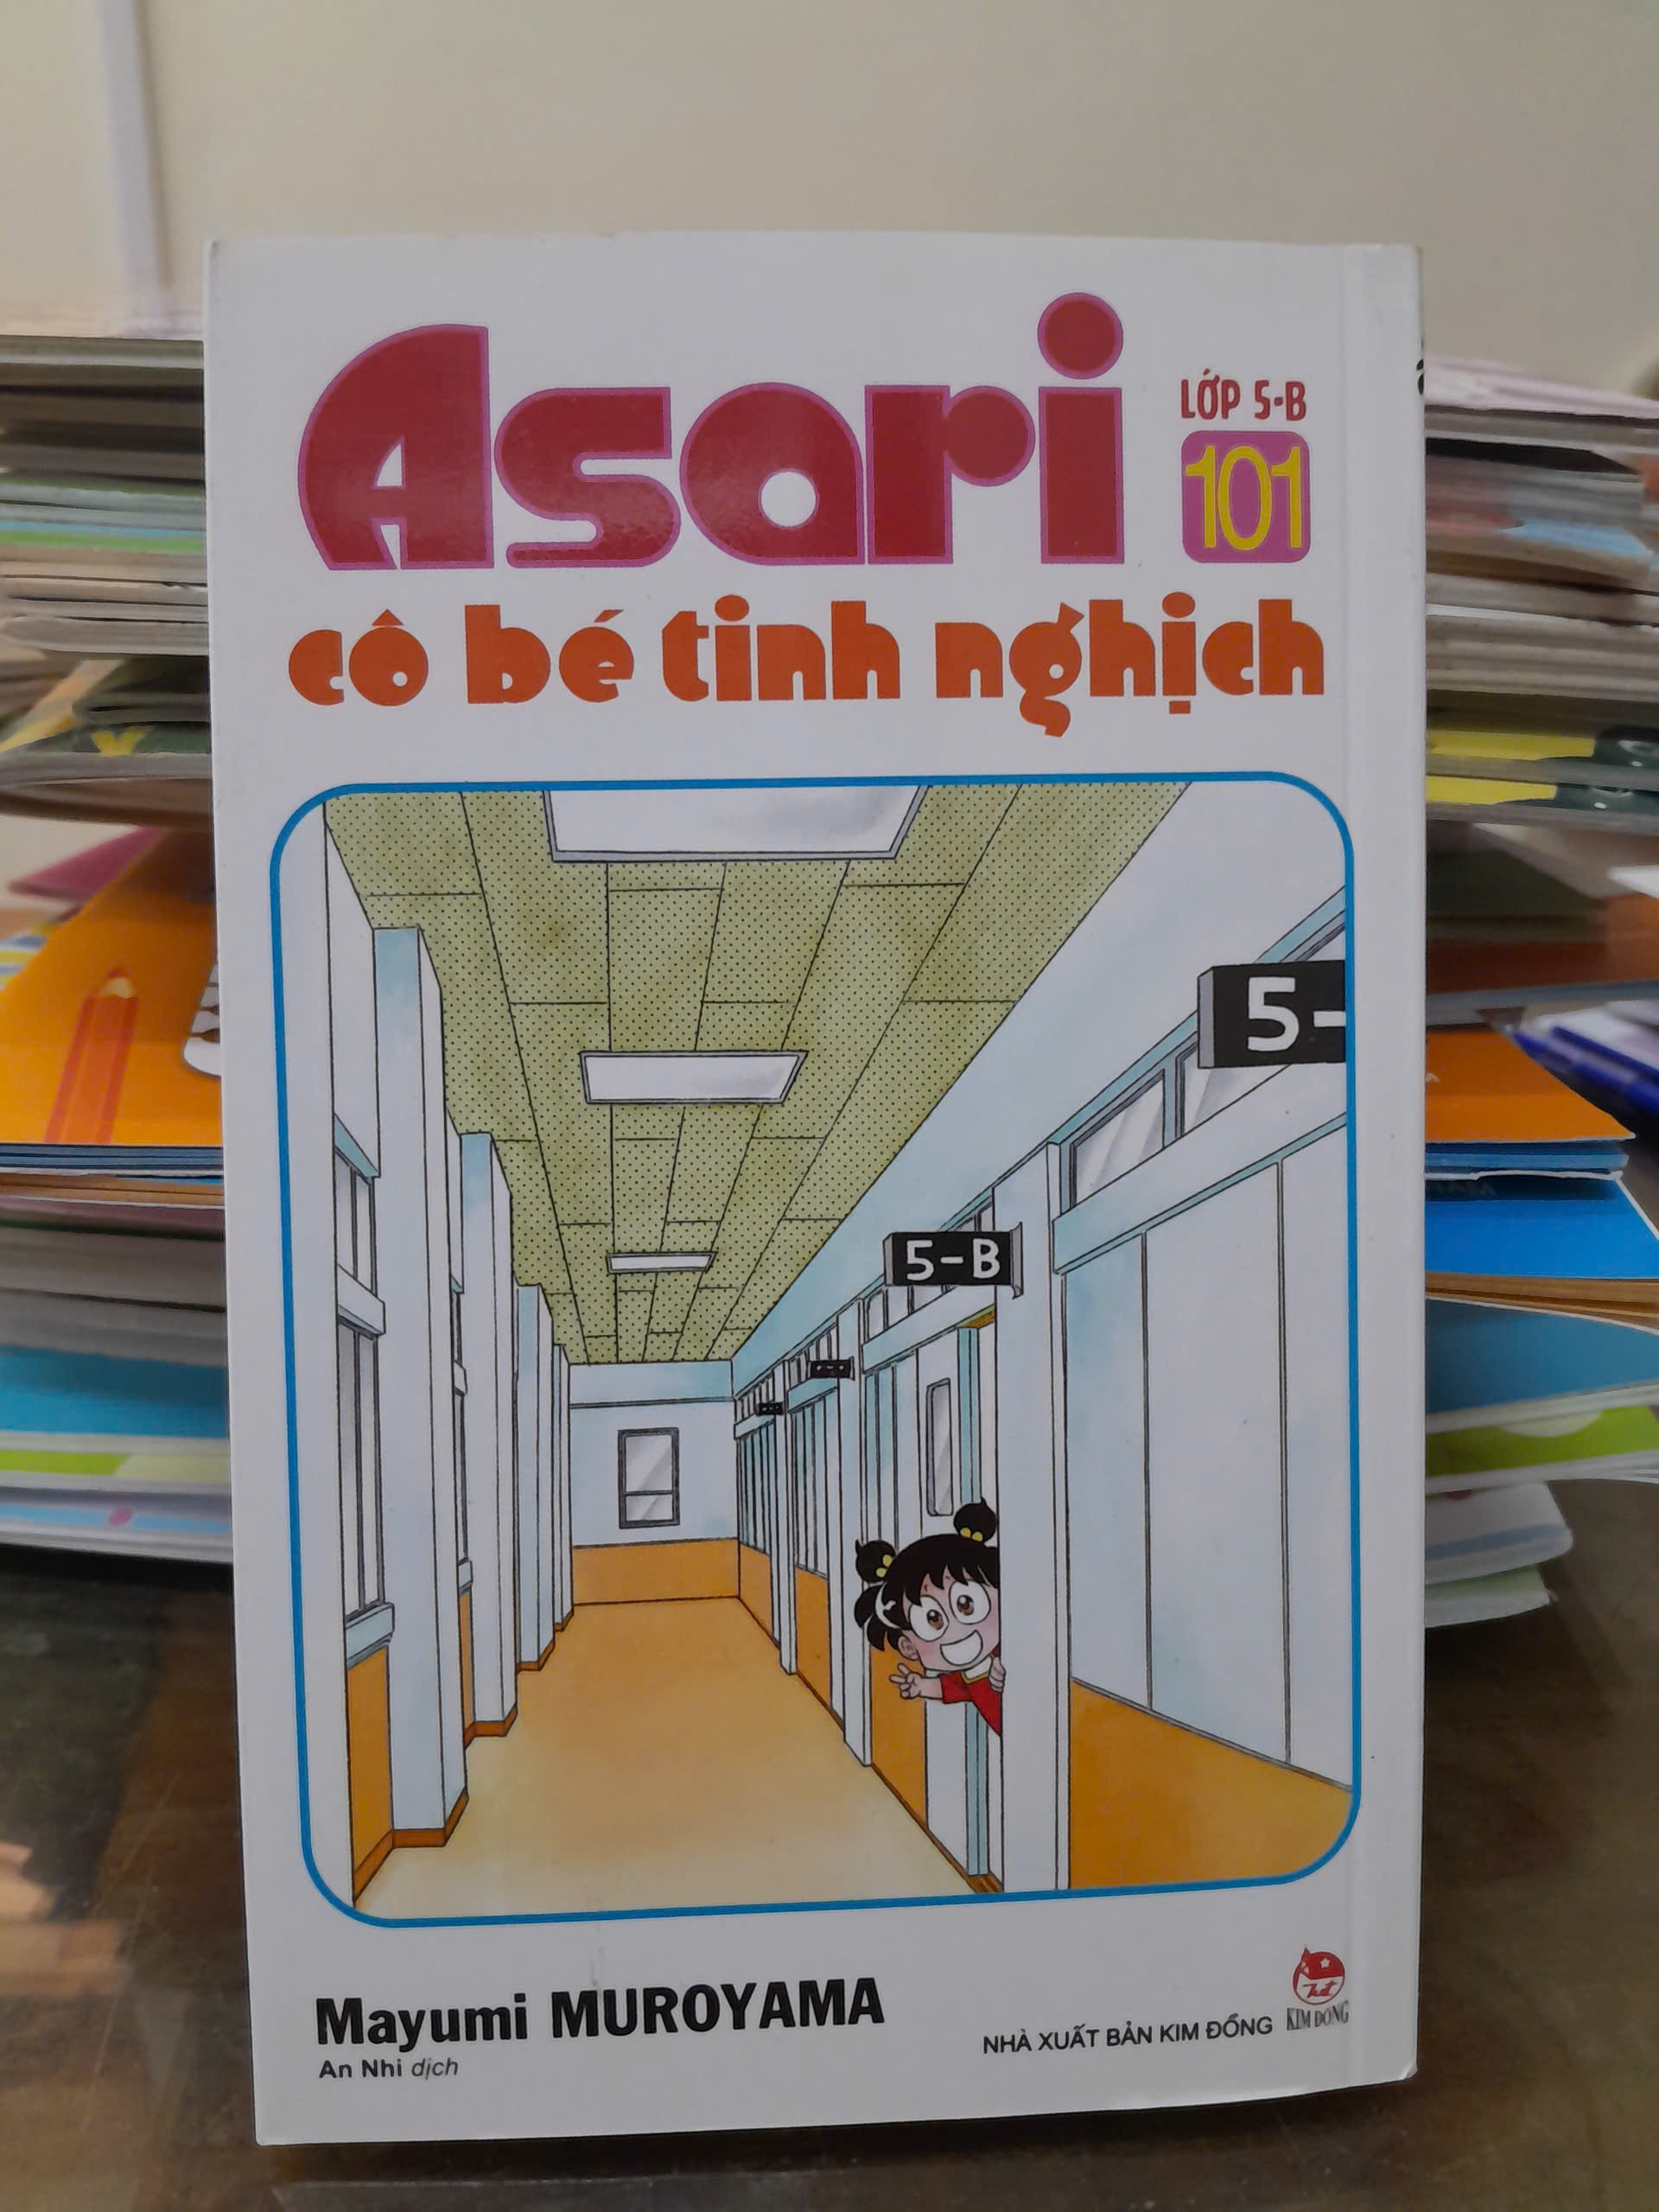 Asari
LỚP 5-B
101
cô bé tinh nghịch
5-
5-B
Mayumi MUROYAMA
An Nhi dịch
NHÀ XUẤT BẢN KIM ĐỒNG
KIM ĐỒNG